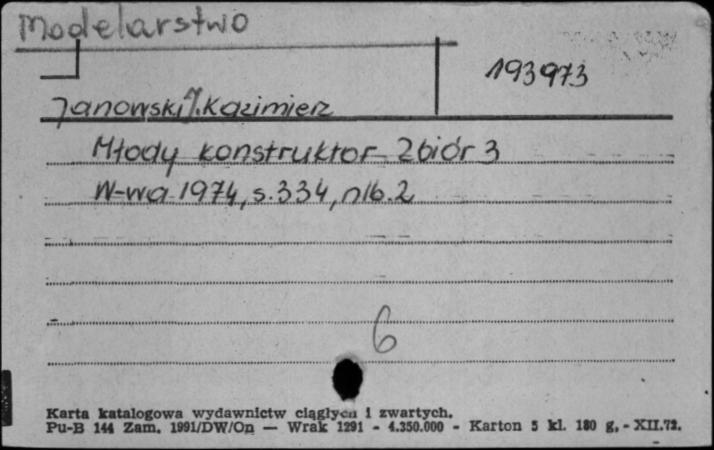 Modelarstwo
193973
Janowski J. Kazimierz
Młody konstruktor Zbiór 3
W-wa 1974, s. 334, nlb. 2
6
Karta katalogowa wydawnictw ciągłych i zwartych.
Pu-B 144 Zam. 1991/DW/On — Wrak 1291 - 4.350.000 - Karton 5 kl. 180 g. - XII.72.